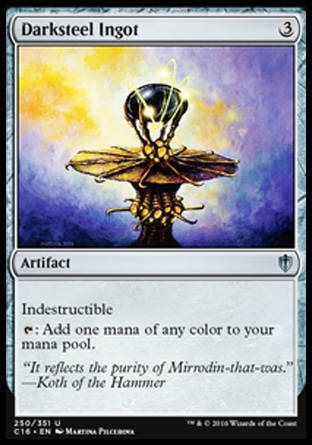 Darksteel Ingot 3
Artifact
Indestructible
: Add one mana of any color to your
mana pool.
"It reflects the purity of Mirrodin-that-was."
—Koth of the Hammer
250/351 U
C16 • EN MARTINA PILCEROVA
™ & © 2016 Wizards of the Coast